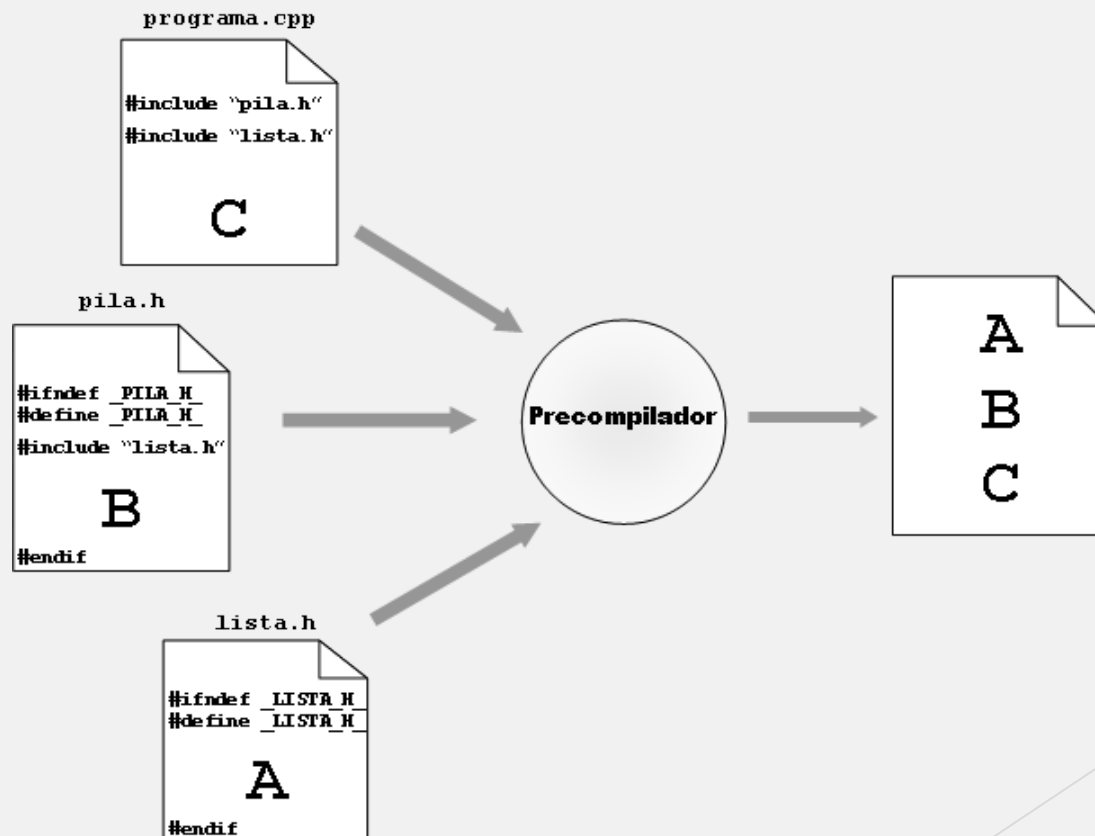 programa.cpp
#include "pila.h"
#include "lista.h"
C
pila.h
#ifndef _PILA_H_
#define _PILA_H_
#include "lista.h"
B
#endif
lista.h
#ifndef _LISTA_H_
#define _LISTA_H_
A
#endif
Precompilador
A
B
C